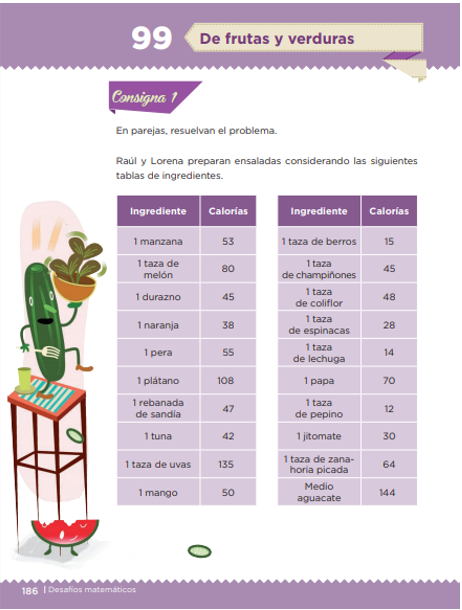 99
De frutas y verduras
Consigna 1
En parejas, resuelvan el problema.
Raúl y Lorena preparan ensaladas considerando las siguientes
tablas de ingredientes.
Ingrediente Calorías
1 manzana 53
1 taza de
melón 80
1 durazno 45
1 naranja 38
1 pera 55
1 plátano 108
1 rebanada
de sandía 47
1 tuna 42
1 taza de uvas 135
1 mango 50
Ingrediente Calorías
1 taza de berros 15
1 taza
de champiñones 45
1 taza
de coliflor 48
1 taza
de espinacas 28
1 taza
de lechuga 14
1 papa 70
1 taza
de pepino 12
1 jitomate 30
1 taza de zana-
horia picada 64
Medio
aguacate 144
186 | Desafíos matemáticos